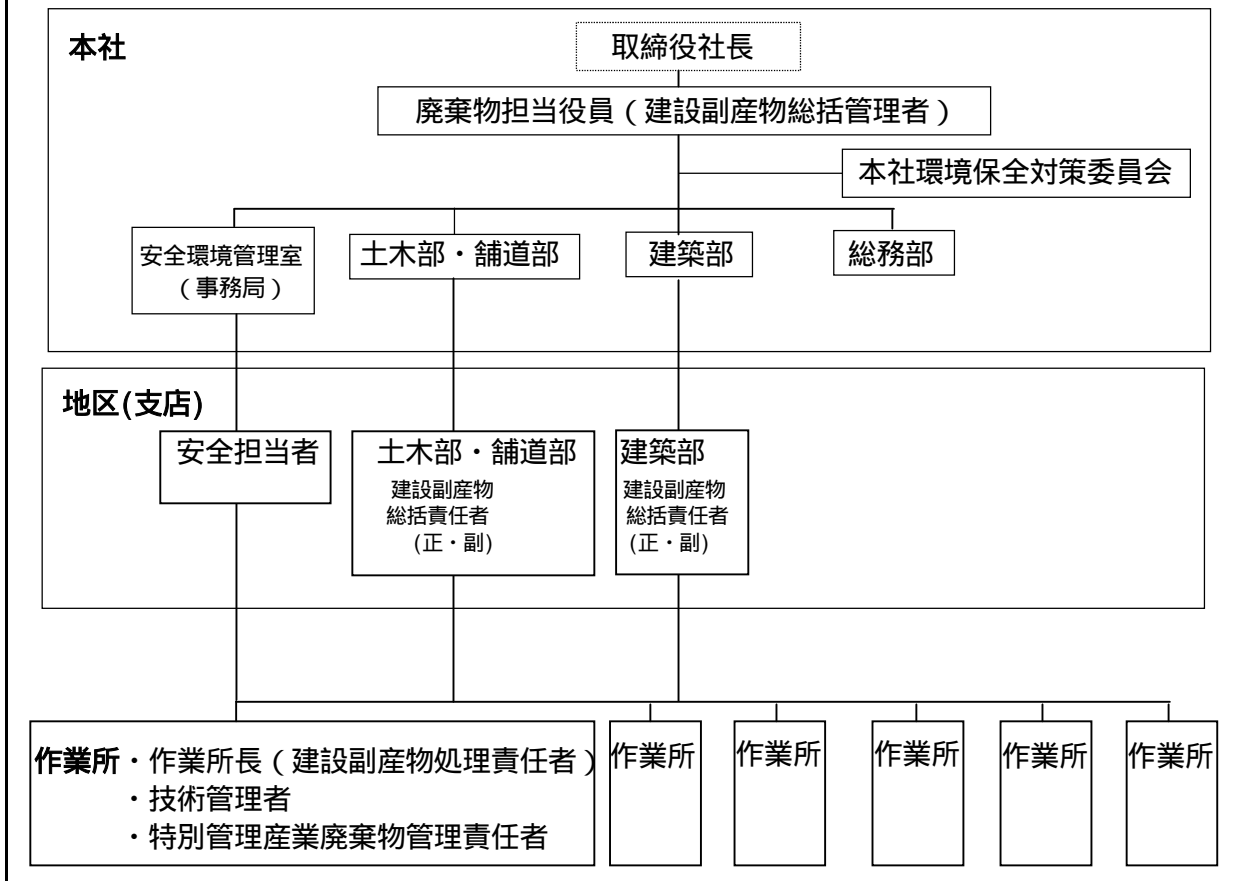 本社
取締役社長
廃棄物担当役員(建設副産物総括管理者)
本社環境保全対策委員会
安全環境管理室
(事務局)
土木部・舗道部
建築部
総務部
地区(支店)
安全担当者
土木部・舗道部
建設副産物
総括責任者
(正・副)
建築部
建設副産物
総括責任者
(正・副)
作業所・作業所長(建設副産物処理責任者)
・技術管理者
・特別管理産業廃棄物管理責任者
作業所
作業所
作業所
作業所
作業所